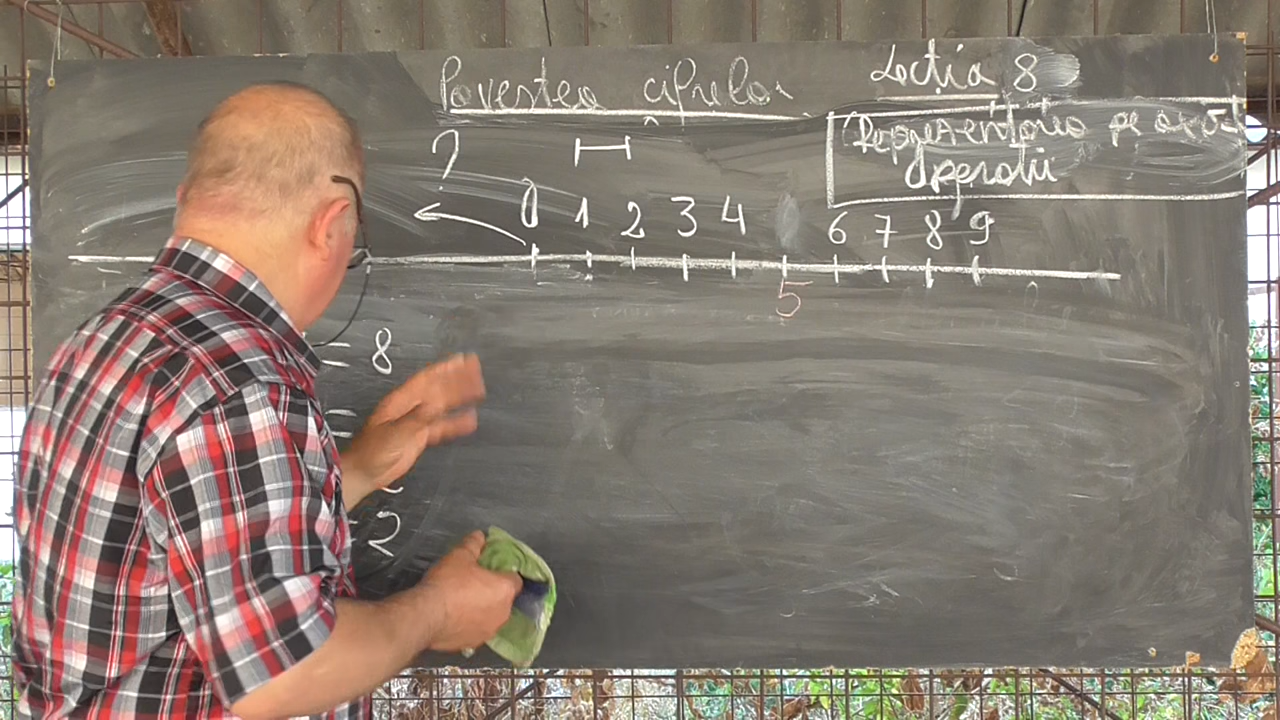 Povestea cifrelor
Lecția 8
Reprezentarea pe axă
Operații
?
0 1 2 3 4 6 7 8 9
5
= 8
=
2